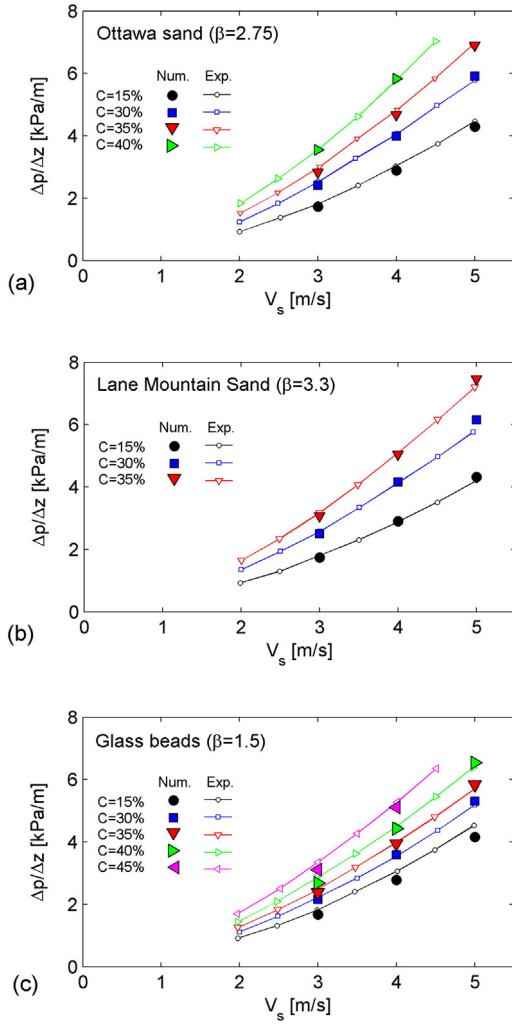 8
Ottawa sand (β=2.75)
Num. Exp.
6
C=15%
C=30%
C=35%
4
C=40%
Δp/Δz [kPa/m]
2
0
0 1 2 3 4 5
(a)
V_s [m/s]
8
Lane Mountain Sand (β=3.3)
6
Num. Exp.
C=15%
C=30%
C=35%
4
Δp/Δz [kPa/m]
2
0
0 1 2 3 4 5
(b)
V_s [m/s]
8
Glass beads (β=1.5)
Num. Exp.
6
C=15%
C=30%
C=35%
4
C=40%
C=45%
Δp/Δz [kPa/m]
2
0
0 1 2 3 4 5
(c)
V_s [m/s]